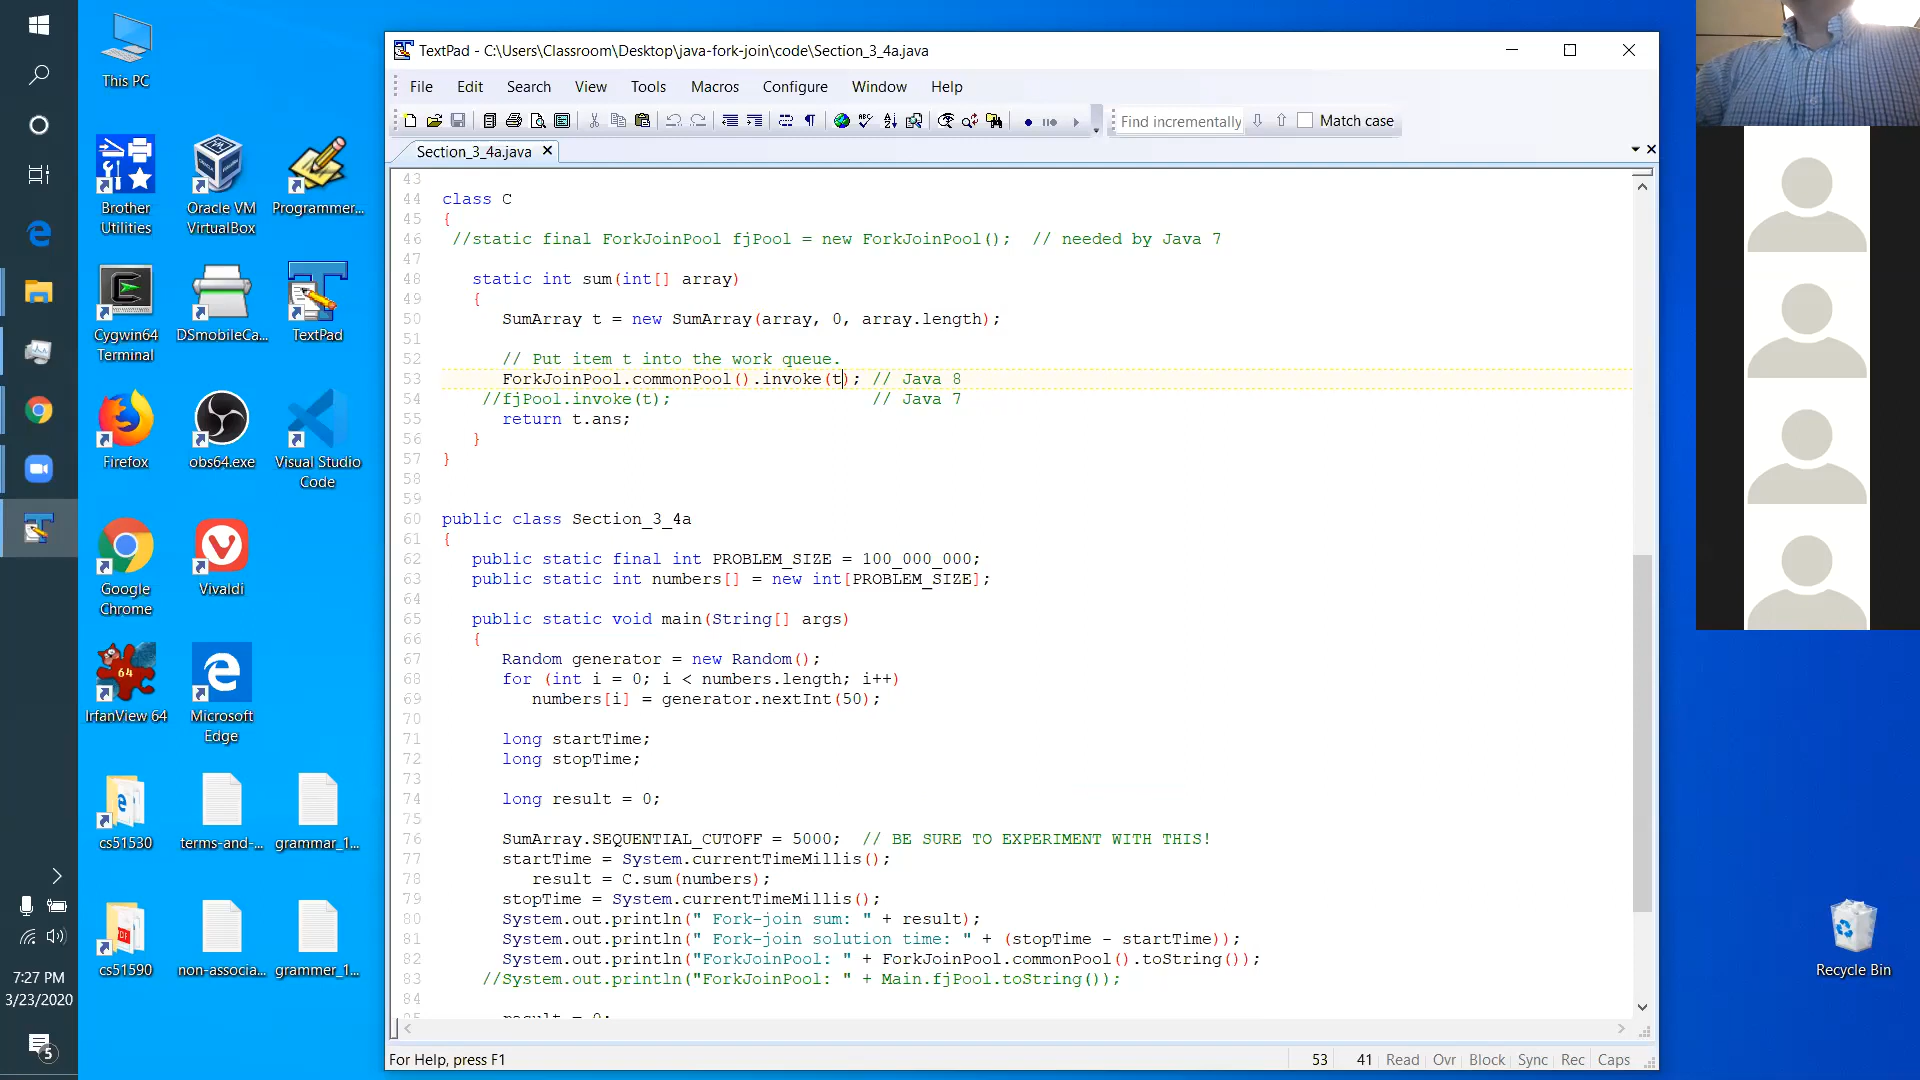 This PC
Brother
Utilities
Oracle VM
VirtualBox
Programmer...
Cygwin64
Terminal
DSmobileCa...
TextPad
Firefox
obs64.exe
Visual Studio
Code
Google
Chrome
Vivaldi
64
IrfanView 64
Microsoft
Edge
cs51530
terms-and-...
grammar_1...
PDF
cs51590
non-associa...
grammer_1...
7:27 PM
3/23/2020
5
TextPad - C:\Users\Classroom\Desktop\java-fork-join\code\Section_3_4a.java
File Edit Search View Tools Macros Configure Window Help
Find incrementally Match case
Section_3_4a.java
43
44 class C
45 {
46 //static final ForkJoinPool fjPool = new ForkJoinPool(); // needed by Java 7
47
48 static int sum(int[] array)
49 {
50 SumArray t = new SumArray(array, 0, array.length);
51
52 // Put item t into the work queue.
53 ForkJoinPool.commonPool().invoke(t); // Java 8
54 //fjPool.invoke(t); // Java 7
55 return t.ans;
56 }
57 }
58
59
60 public class Section_3_4a
61 {
62 public static final int PROBLEM_SIZE = 100_000_000;
63 public static int numbers[] = new int[PROBLEM_SIZE];
64
65 public static void main(String[] args)
66 {
67 Random generator = new Random();
68 for (int i = 0; i < numbers.length; i++)
69 numbers[i] = generator.nextInt(50);
70
71 long startTime;
72 long stopTime;
73
74 long result = 0;
75
76 SumArray.SEQUENTIAL_CUTOFF = 5000; // BE SURE TO EXPERIMENT WITH THIS!
77 startTime = System.currentTimeMillis();
78 result = C.sum(numbers);
79 stopTime = System.currentTimeMillis();
80 System.out.println(" Fork-join sum: " + result);
81 System.out.println(" Fork-join solution time: " + (stopTime - startTime));
82 System.out.println("ForkJoinPool: " + ForkJoinPool.commonPool().toString());
83 //System.out.println("ForkJoinPool: " + Main.fjPool.toString());
84
85 result = 0;
For Help, press F1
53 41 Read Ovr Block Sync Rec Caps
Recycle Bin